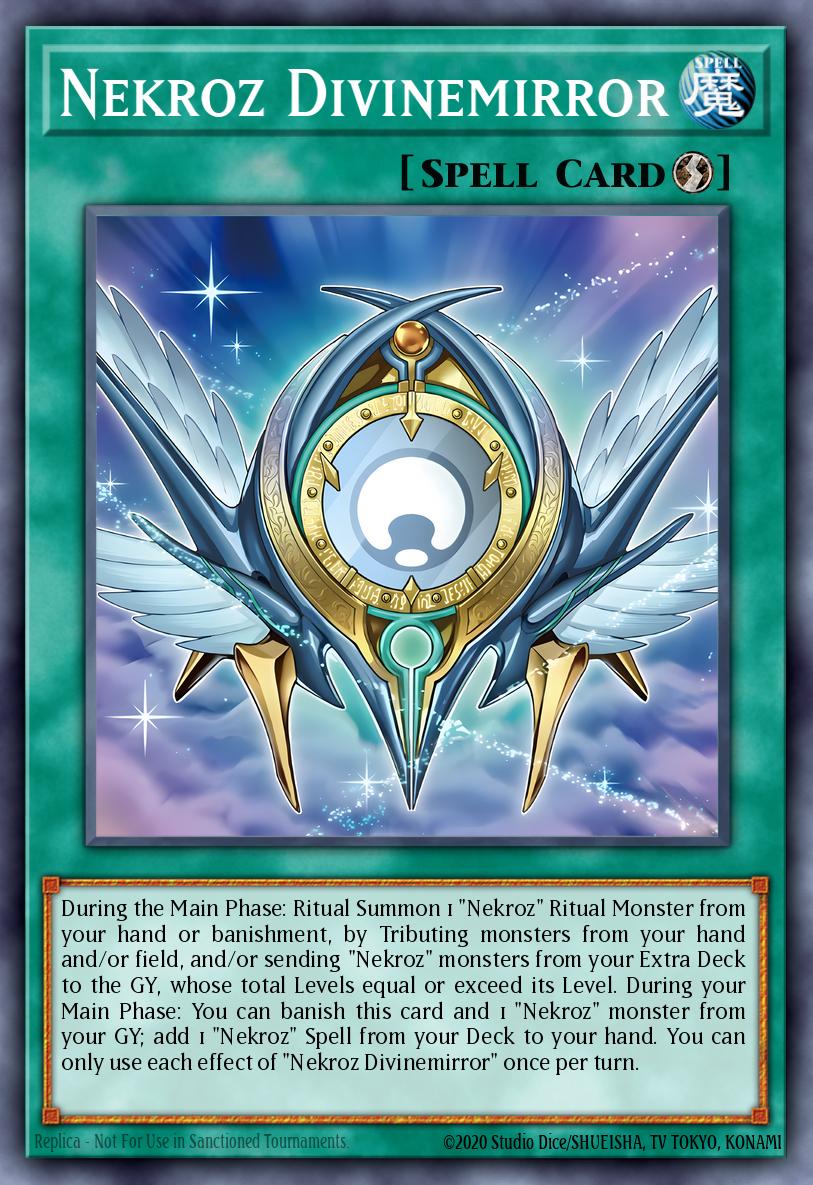 Nekroz Divinemirror
SPELL
魔
[Spell Card]
During the Main Phase: Ritual Summon 1 "Nekroz" Ritual Monster from
your hand or banishment, by Tributing monsters from your hand
and/or field, and/or sending "Nekroz" monsters from your Extra Deck
to the GY, whose total Levels equal or exceed its Level. During your
Main Phase: You can banish this card and 1 "Nekroz" monster from
your GY; add 1 "Nekroz" Spell from your Deck to your hand. You can
only use each effect of "Nekroz Divinemirror" once per turn.
Replica - Not For Use in Sanctioned Tournaments.
©2020 Studio Dice/SHUEISHA, TV TOKYO, KONAMI